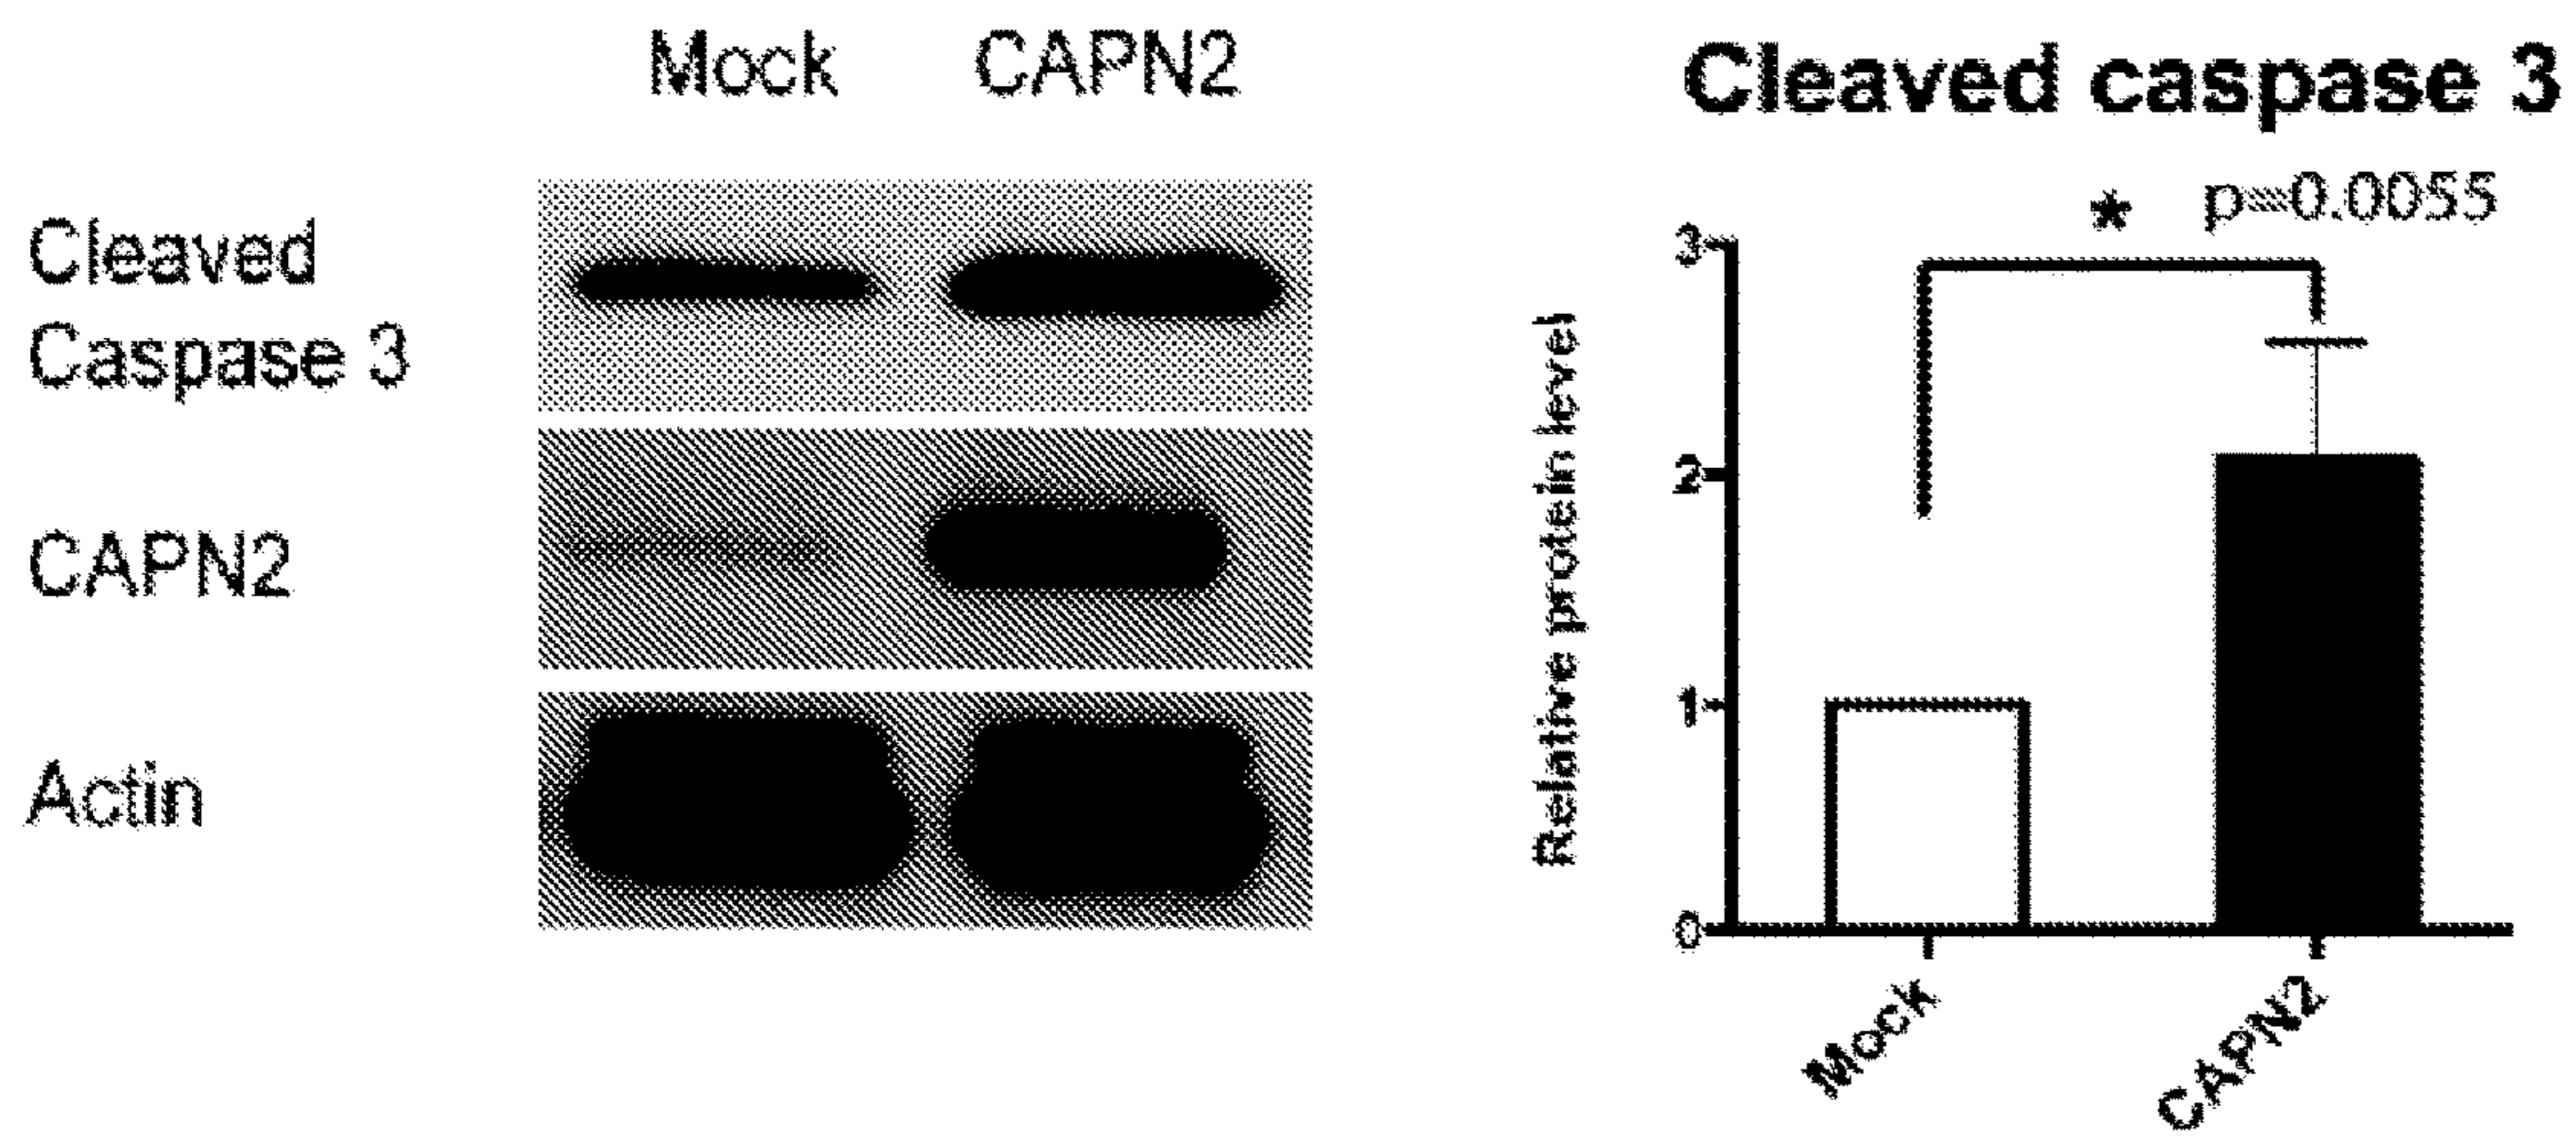 Mock CAPN2
Cleaved
Caspase 3
CAPN2
Actin
Cleaved caspase 3
* p=0.0055
Relative protein level
3
2
1
0
Mock
CAPN2